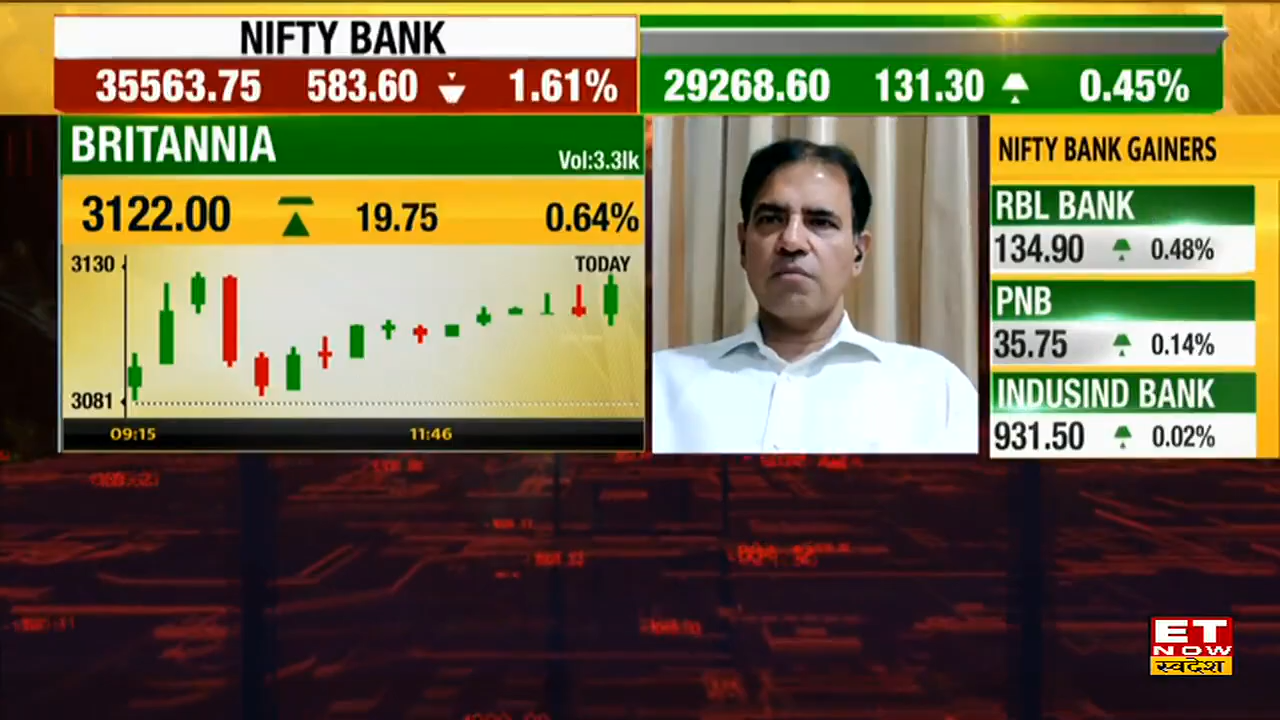 NIFTY BANK
35563.75 583.60 1.61%
29268.60 131.30 0.45%
BRITANNIA
Vol:3.3lk
3122.00 19.75 0.64%
3130
TODAY
3081
09:15 11:46
NIFTY BANK GAINERS
RBL BANK
134.90 0.48%
PNB
35.75 0.14%
INDUSIND BANK
931.50 0.02%
ET
NOW
स्वदेश